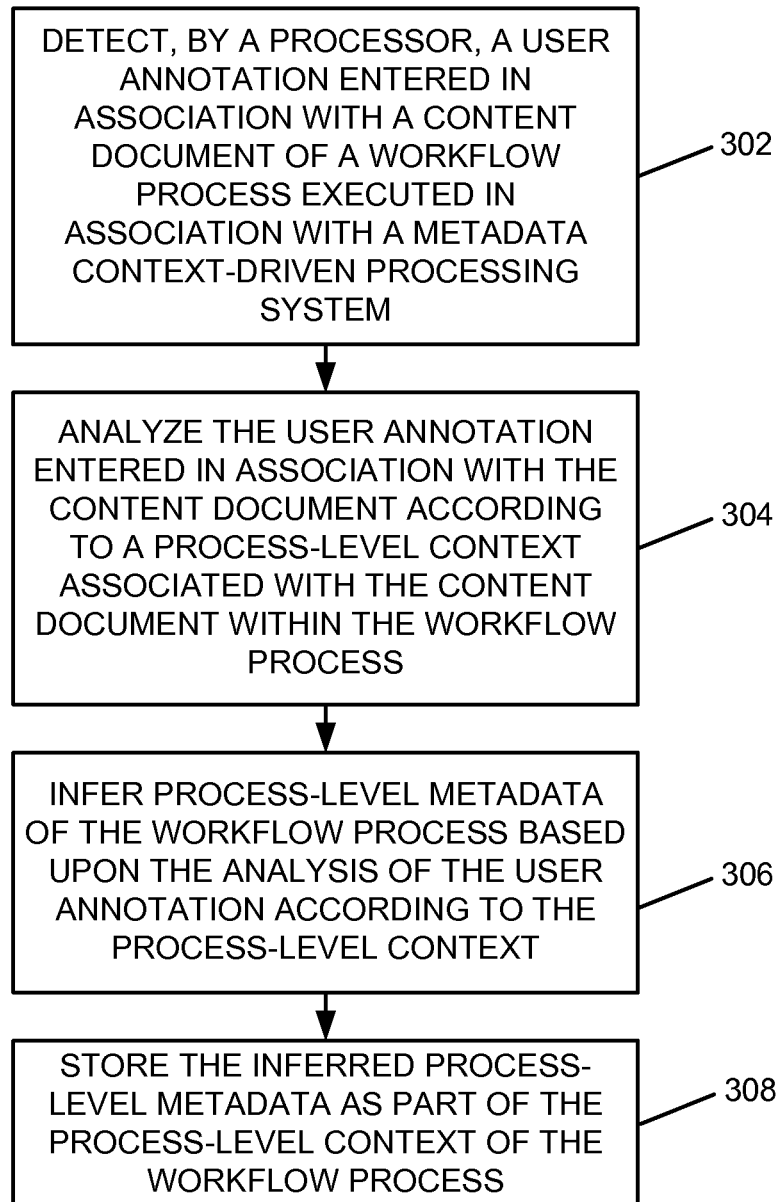 DETECT, BY A PROCESSOR, A USER
ANNOTATION ENTERED IN
ASSOCIATION WITH A CONTENT
DOCUMENT OF A WORKFLOW
PROCESS EXECUTED IN
ASSOCIATION WITH A METADATA
CONTEXT-DRIVEN PROCESSING
SYSTEM
302
ANALYZE THE USER ANNOTATION
ENTERED IN ASSOCIATION WITH THE
CONTENT DOCUMENT ACCORDING
TO A PROCESS-LEVEL CONTEXT
ASSOCIATED WITH THE CONTENT
DOCUMENT WITHIN THE WORKFLOW
PROCESS
304
INFER PROCESS-LEVEL METADATA
OF THE WORKFLOW PROCESS BASED
UPON THE ANALYSIS OF THE USER
ANNOTATION ACCORDING TO THE
PROCESS-LEVEL CONTEXT
306
STORE THE INFERRED PROCESS-
LEVEL METADATA AS PART OF THE
PROCESS-LEVEL CONTEXT OF THE
WORKFLOW PROCESS
308